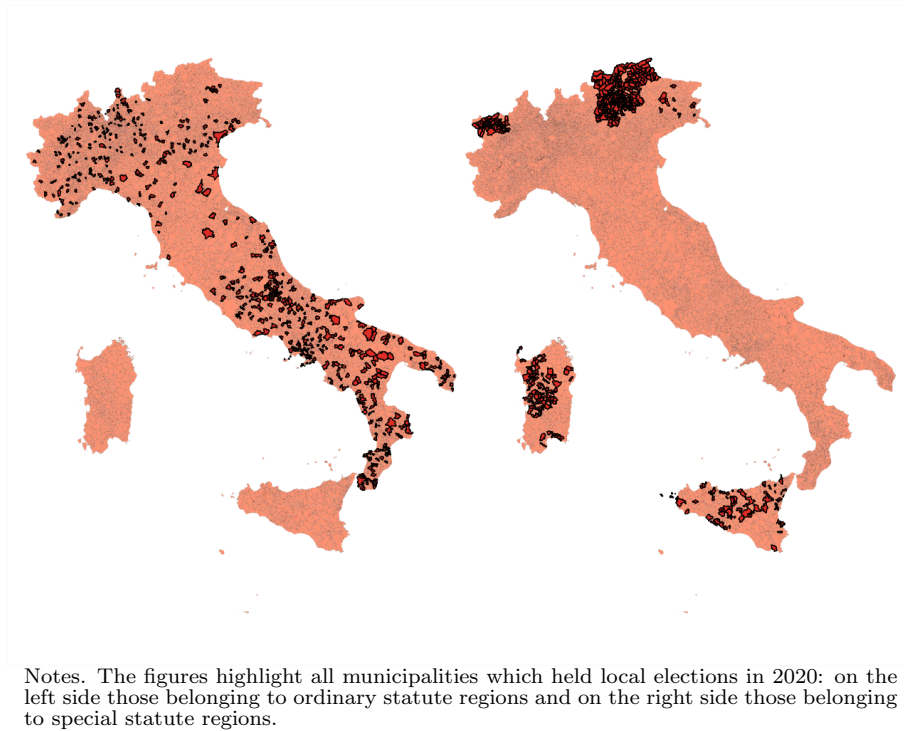 Notes. The figures highlight all municipalities which held local elections in 2020: on the
left side those belonging to ordinary statute regions and on the right side those belonging
to special statute regions.